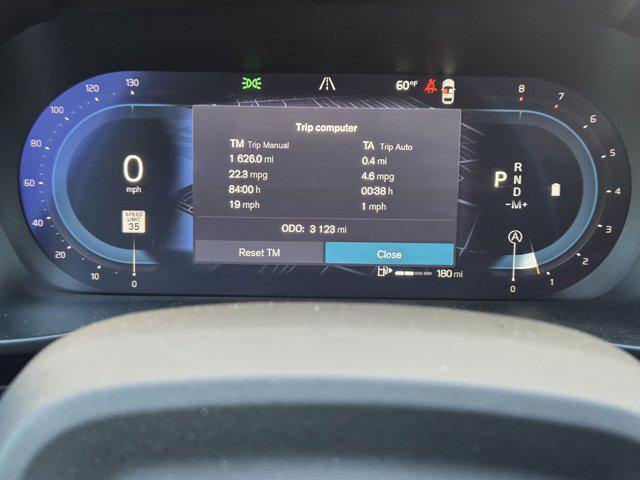 60°F
Trip computer
TM Trip Manual TA Trip Auto
1 626.0 mi 0.4 mi
22.3 mpg 4.6 mpg
84:00 h 00:38 h
19 mph 1 mph
ODO: 3 123 mi
Reset TM Close
180 mi
0
mph
SPEED
LIMIT
35
0
10
20
40
60
80
100
120
130
P
R
N
D
-M+
A
8
7
6
5
4
3
2
1
0